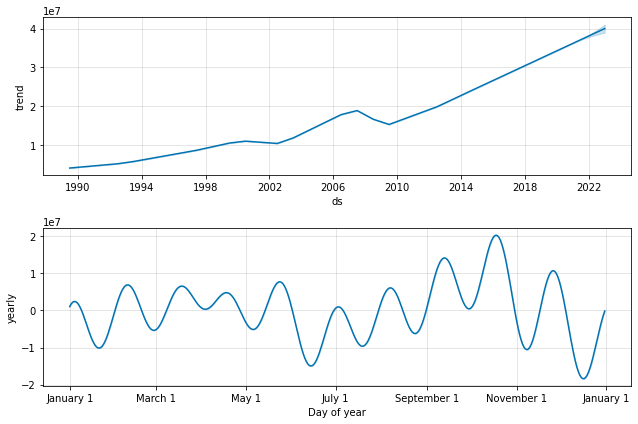 1e7
4
3
2
1
trend
1990 1994 1998 2002 2006 2010 2014 2018 2022
ds
1e7
2
1
0
−1
−2
yearly
January 1 March 1 May 1 July 1 September 1 November 1 January 1
Day of year